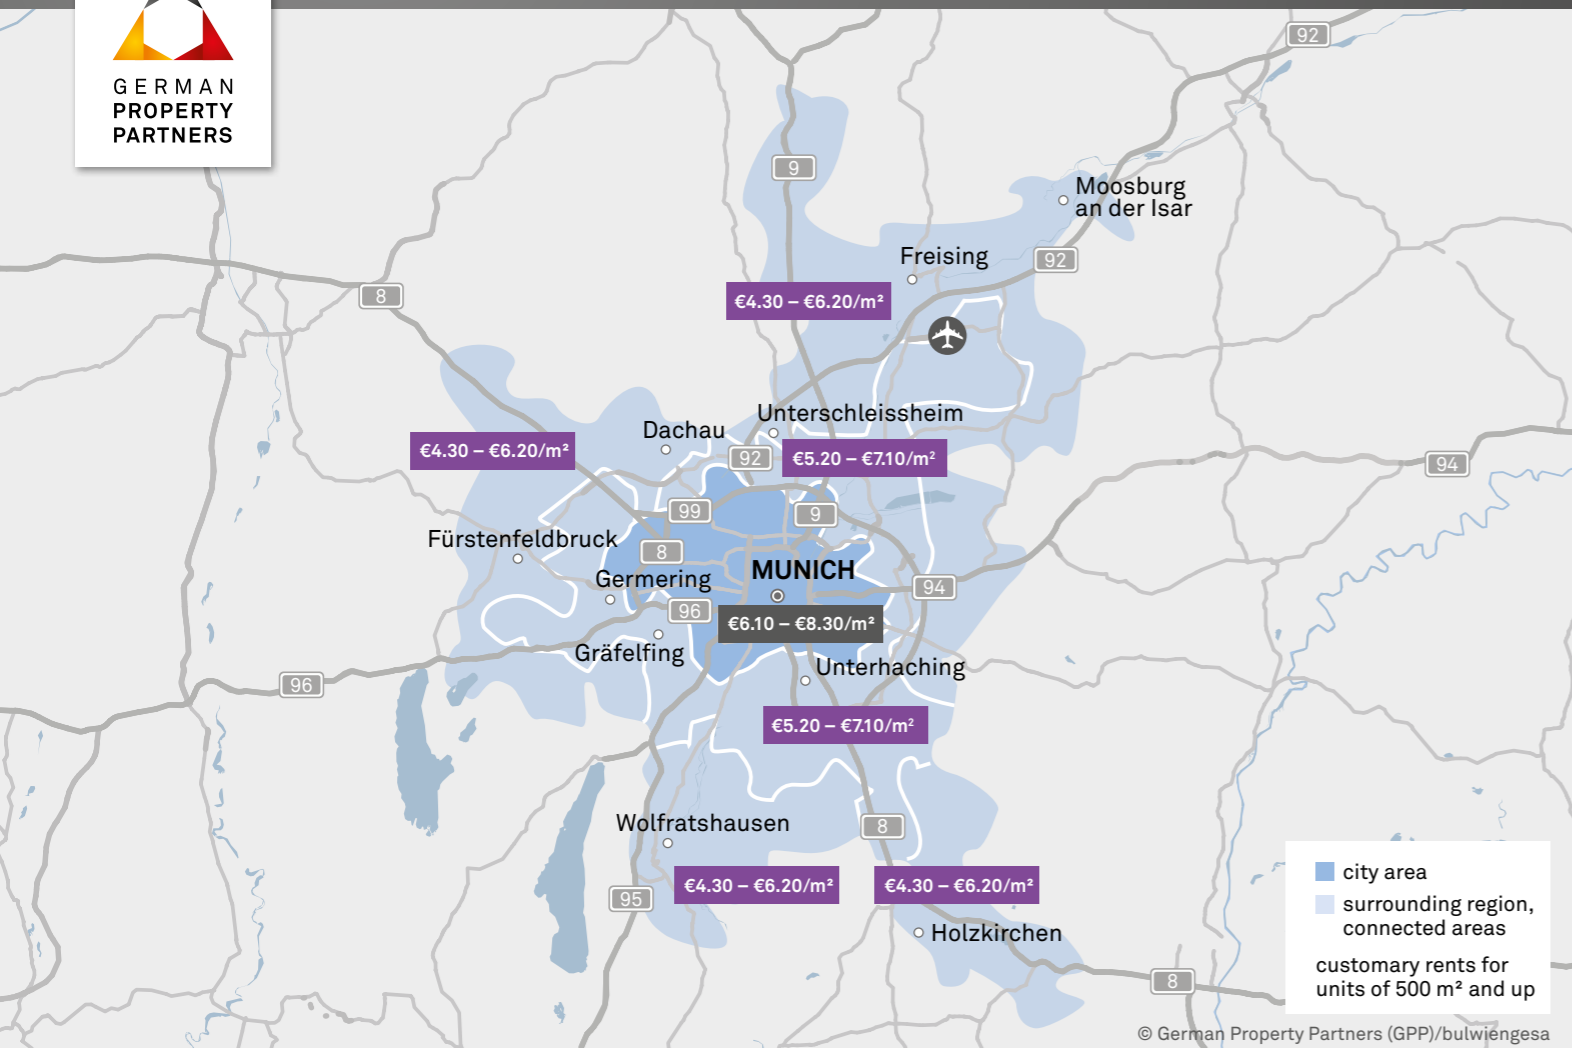 GERMAN
PROPERTY
PARTNERS
92
9
Moosburg
an der Isar
Freising
92
€4.30 – €6.20/m²
8
Unterschleissheim
Dachau
€4.30 – €6.20/m²
92
€5.20 – €7.10/m²
94
99
9
Fürstenfeldbruck
8
MUNICH
Germering
94
96
€6.10 – €8.30/m²
Gräfelfing
Unterhaching
96
€5.20 – €7.10/m²
Wolfratshausen
8
€4.30 – €6.20/m²
€4.30 – €6.20/m²
95
Holzkirchen
8
city area
surrounding region,
connected areas
customary rents for
units of 500 m² and up
© German Property Partners (GPP)/bulwiengesa